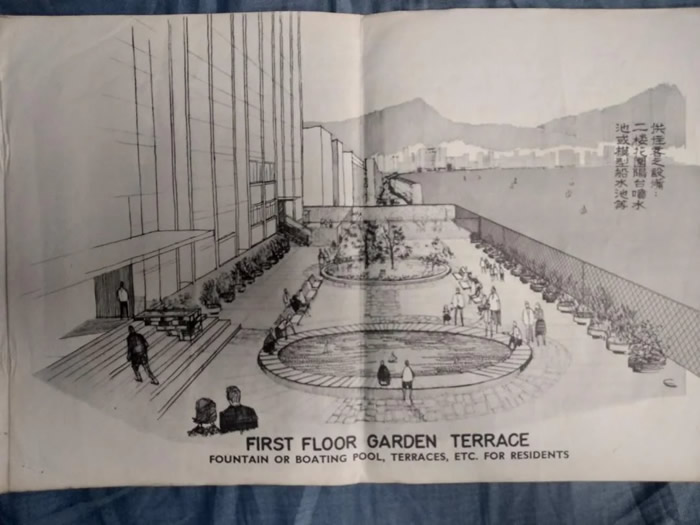 供住客之設備：
二楼花園陽台噴水
池或模型船水池等
FIRST FLOOR GARDEN TERRACE
FOUNTAIN OR BOATING POOL, TERRACES, ETC. FOR RESIDENTS